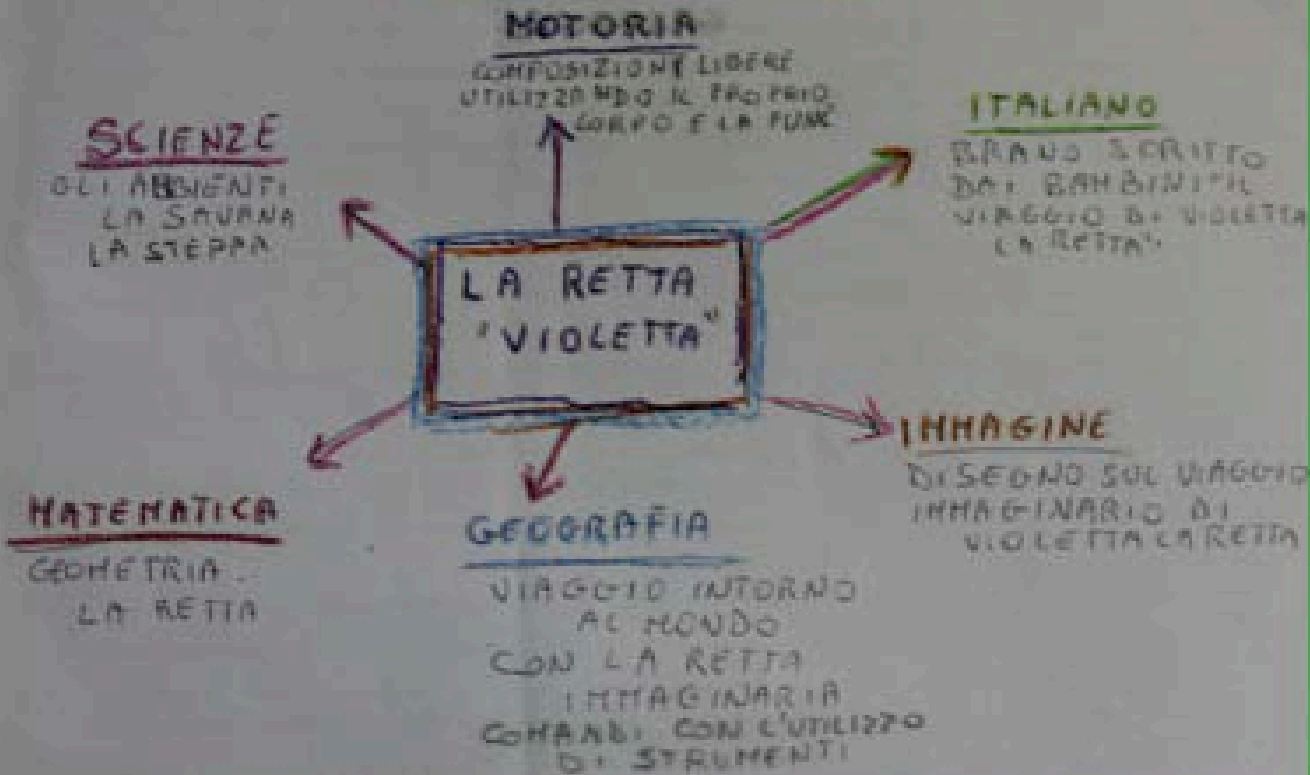 MOTORIA
COMPOSIZIONI LIBERE
UTILIZZANDO IL PROPRIO
CORPO E LA FUNE
SCIENZE
GLI AMBIENTI
LA SAVANA
LA STEPPA
ITALIANO
BRANO SCRITTO
DAI BAMBINI "IL
VIAGGIO DI VIOLETTA
LA RETTA"
LA RETTA
"VIOLETTA"
IMMAGINE
DISEGNO SUL VIAGGIO
IMMAGINARIO DI
VIOLETTA LA RETTA
MATEMATICA
GEOMETRIA.
LA RETTA
GEOGRAFIA
VIAGGIO INTORNO
AL MONDO
CON LA RETTA
IMMAGINARIA
COMANDI CON L'UTILIZZO
DI STRUMENTI